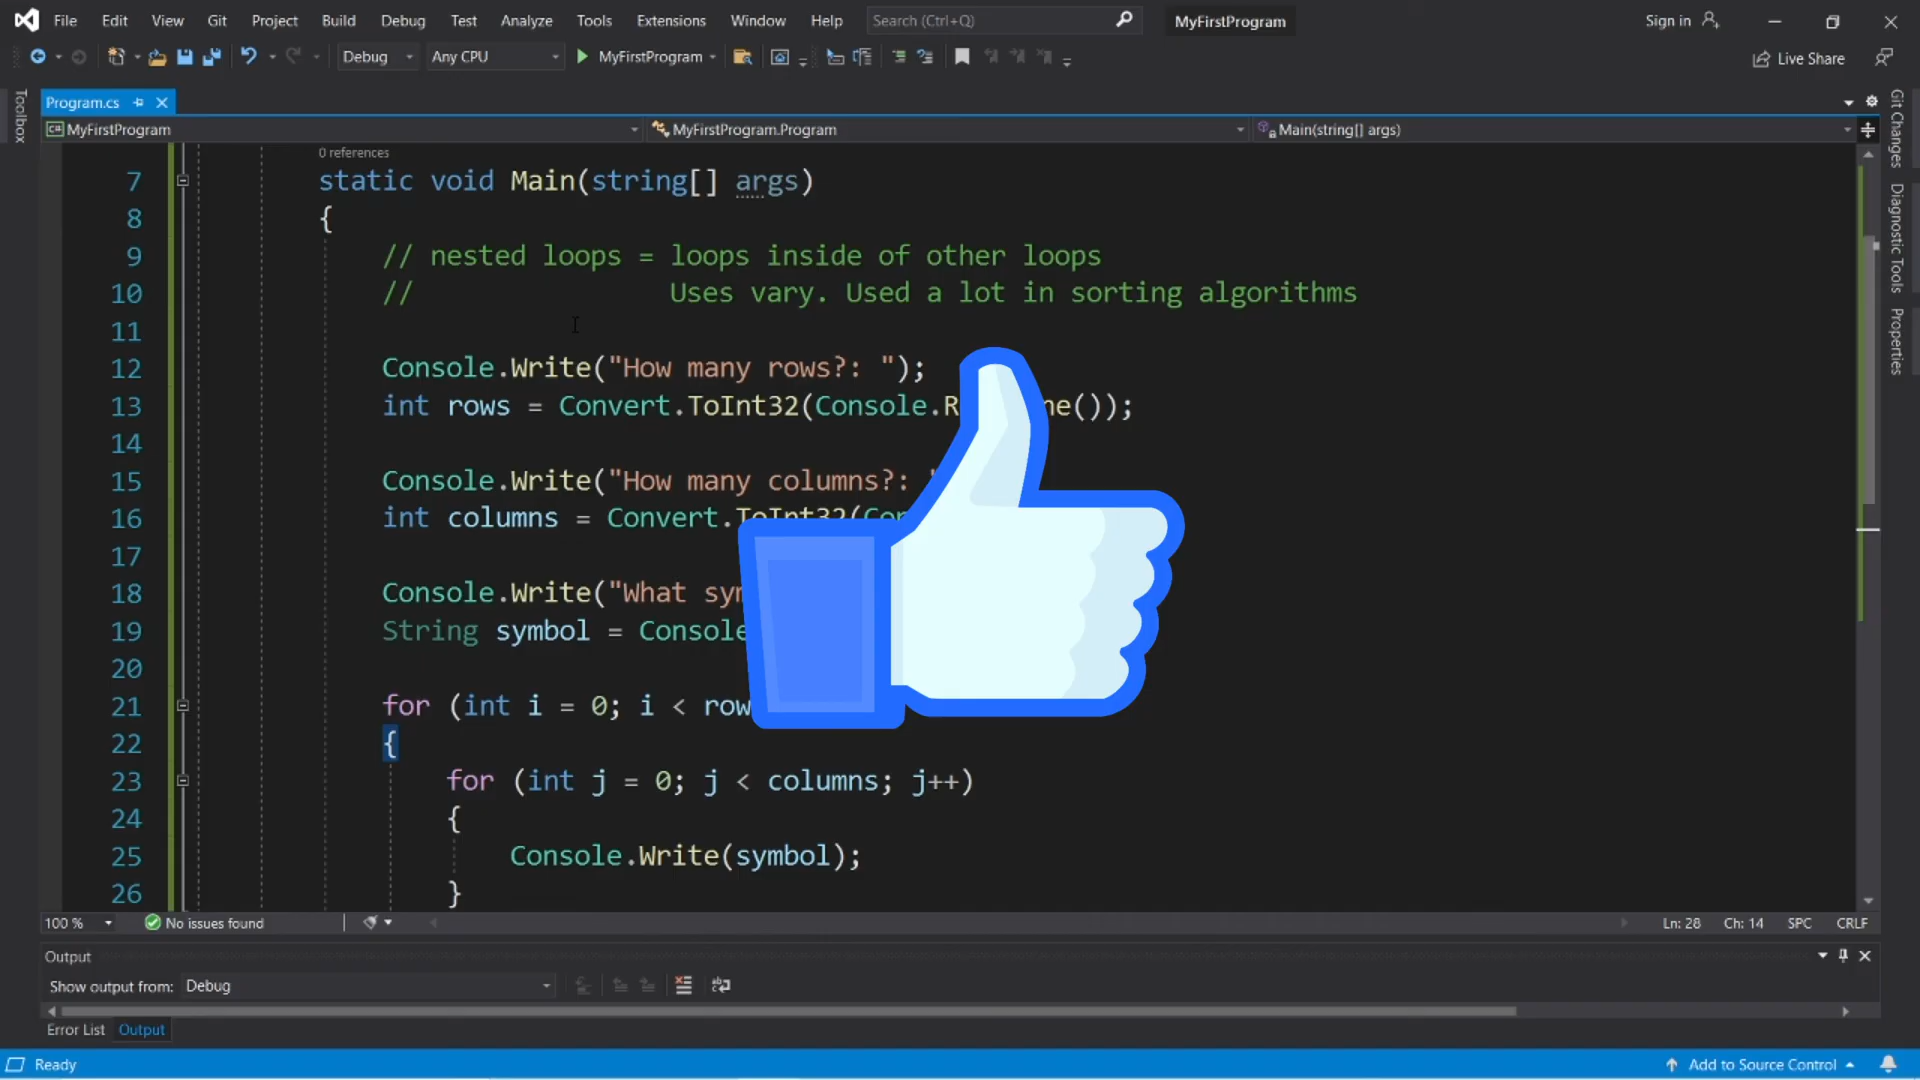 File Edit View Git Project Build Debug Test Analyze Tools Extensions Window Help Search (Ctrl+Q) MyFirstProgram Sign in
Debug Any CPU MyFirstProgram Live Share
Toolbox
Program.cs
MyFirstProgram MyFirstProgram.Program Main(string[] args)
Git Changes
Diagnostic Tools
Properties
0 references
7 static void Main(string[] args)
8 {
9 // nested loops = loops inside of other loops
10 // Uses vary. Used a lot in sorting algorithms
11
12 Console.Write("How many rows?: ");
13 int rows = Convert.ToInt32(Console.R ne());
14
15 Console.Write("How many columns?: "
16 int columns = Convert.ToInt32(Con
17
18 Console.Write("What sym
19 String symbol = Console
20
21 for (int i = 0; i < row
22 {
23 for (int j = 0; j < columns; j++)
24 {
25 Console.Write(symbol);
26 }
100 % No issues found Ln: 28 Ch: 14 SPC CRLF
Output
Show output from: Debug
Error List Output
Ready Add to Source Control